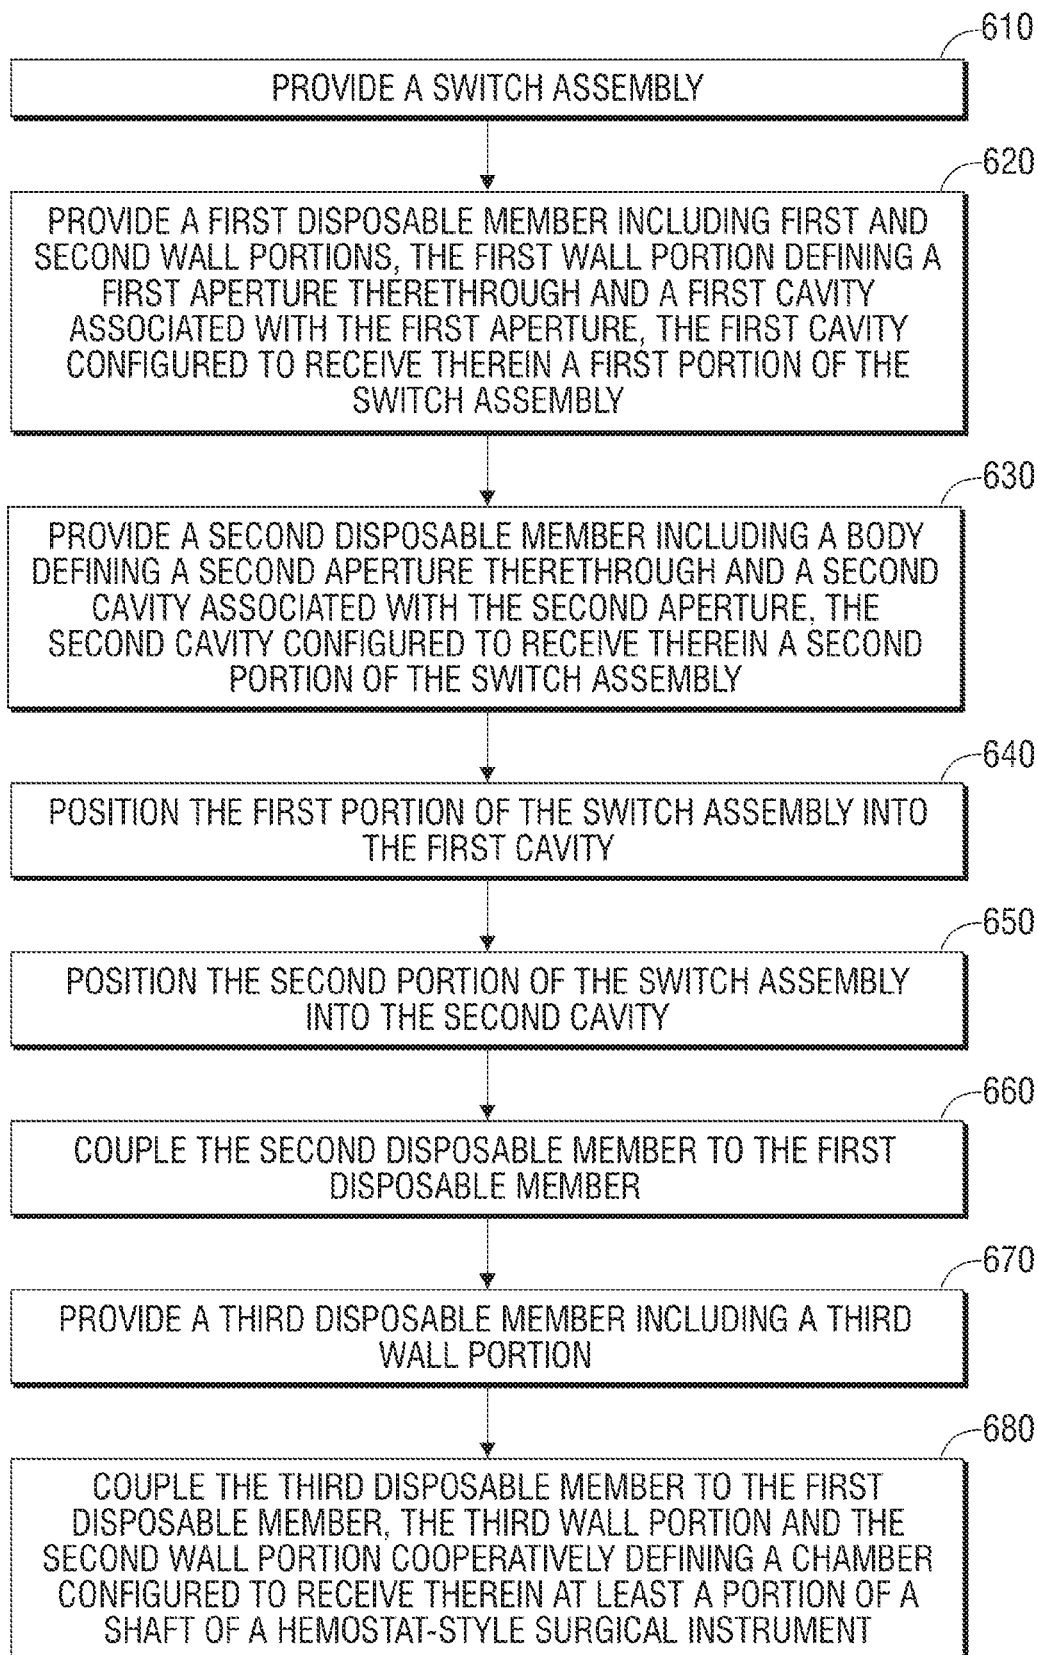 610
PROVIDE A SWITCH ASSEMBLY
620
PROVIDE A FIRST DISPOSABLE MEMBER INCLUDING FIRST AND
SECOND WALL PORTIONS, THE FIRST WALL PORTION DEFINING A
FIRST APERTURE THERETHROUGH AND A FIRST CAVITY
ASSOCIATED WITH THE FIRST APERTURE, THE FIRST CAVITY
CONFIGURED TO RECEIVE THEREIN A FIRST PORTION OF THE
SWITCH ASSEMBLY
630
PROVIDE A SECOND DISPOSABLE MEMBER INCLUDING A BODY
DEFINING A SECOND APERTURE THERETHROUGH AND A SECOND
CAVITY ASSOCIATED WITH THE SECOND APERTURE, THE
SECOND CAVITY CONFIGURED TO RECEIVE THEREIN A SECOND
PORTION OF THE SWITCH ASSEMBLY
640
POSITION THE FIRST PORTION OF THE SWITCH ASSEMBLY INTO
THE FIRST CAVITY
650
POSITION THE SECOND PORTION OF THE SWITCH ASSEMBLY
INTO THE SECOND CAVITY
660
COUPLE THE SECOND DISPOSABLE MEMBER TO THE FIRST
DISPOSABLE MEMBER
670
PROVIDE A THIRD DISPOSABLE MEMBER INCLUDING A THIRD
WALL PORTION
680
COUPLE THE THIRD DISPOSABLE MEMBER TO THE FIRST
DISPOSABLE MEMBER, THE THIRD WALL PORTION AND THE
SECOND WALL PORTION COOPERATIVELY DEFINING A CHAMBER
CONFIGURED TO RECEIVE THEREIN AT LEAST A PORTION OF A
SHAFT OF A HEMOSTAT-STYLE SURGICAL INSTRUMENT